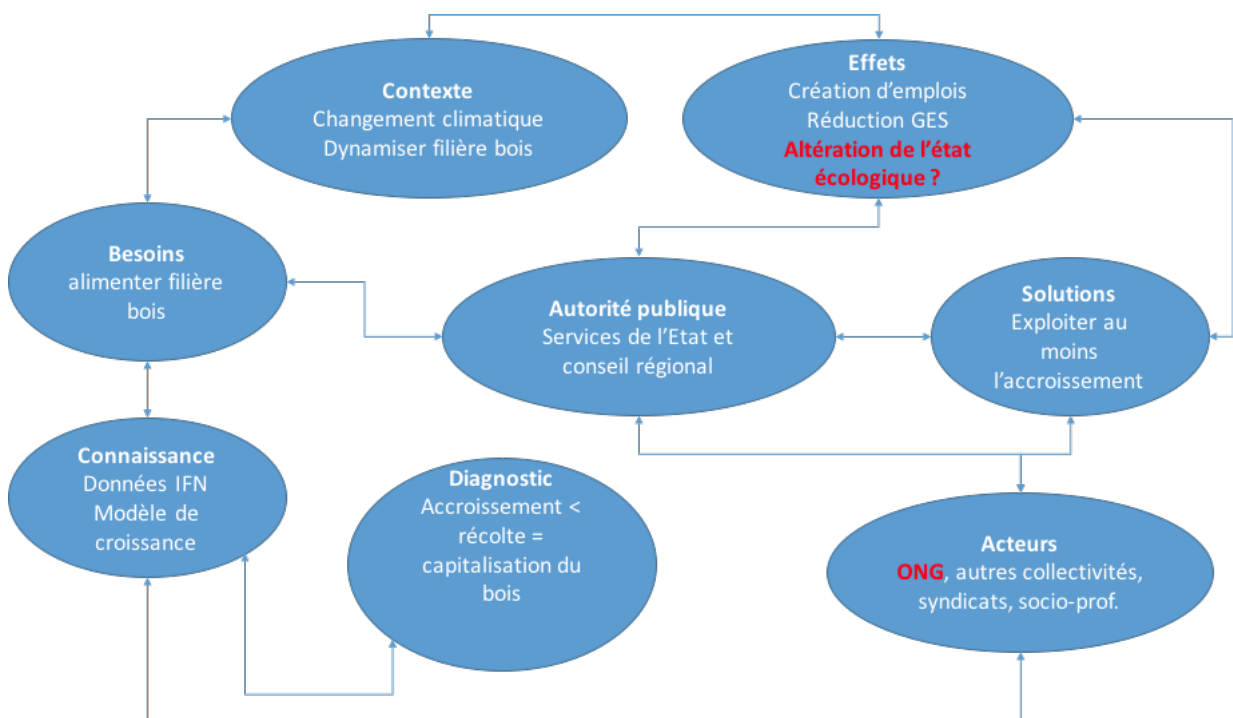 Contexte
Changement climatique
Dynamiser filière bois
Effets
Création d'emplois
Réduction GES
Altération de l'état
écologique ?
Besoins
alimenter filière
bois
Autorité publique
Services de l'Etat et
conseil régional
Solutions
Exploiter au
moins
l'accroissement
Connaissance
Données IFN
Modèle de
croissance
Diagnostic
Accroissement <
récolte =
capitalisation du
bois
Acteurs
ONG, autres collectivités,
syndicats, socio-prof.